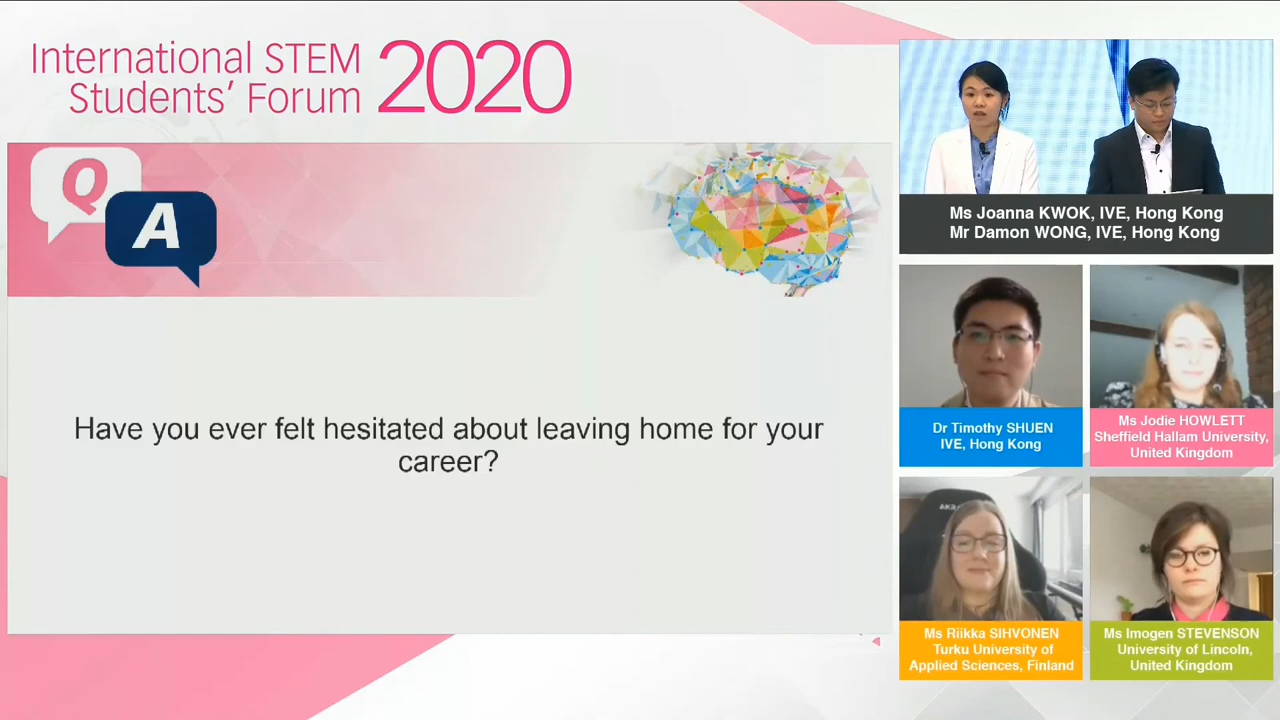 International STEM
Students' Forum
2020
Q
A
Have you ever felt hesitated about leaving home for your
career?
Ms Joanna KWOK, IVE, Hong Kong
Mr Damon WONG, IVE, Hong Kong
Dr Timothy SHUEN
IVE, Hong Kong
Ms Jodie HOWLETT
Sheffield Hallam University,
United Kingdom
Ms Riikka SIHVONEN
Turku University of
Applied Sciences, Finland
Ms Imogen STEVENSON
University of Lincoln,
United Kingdom